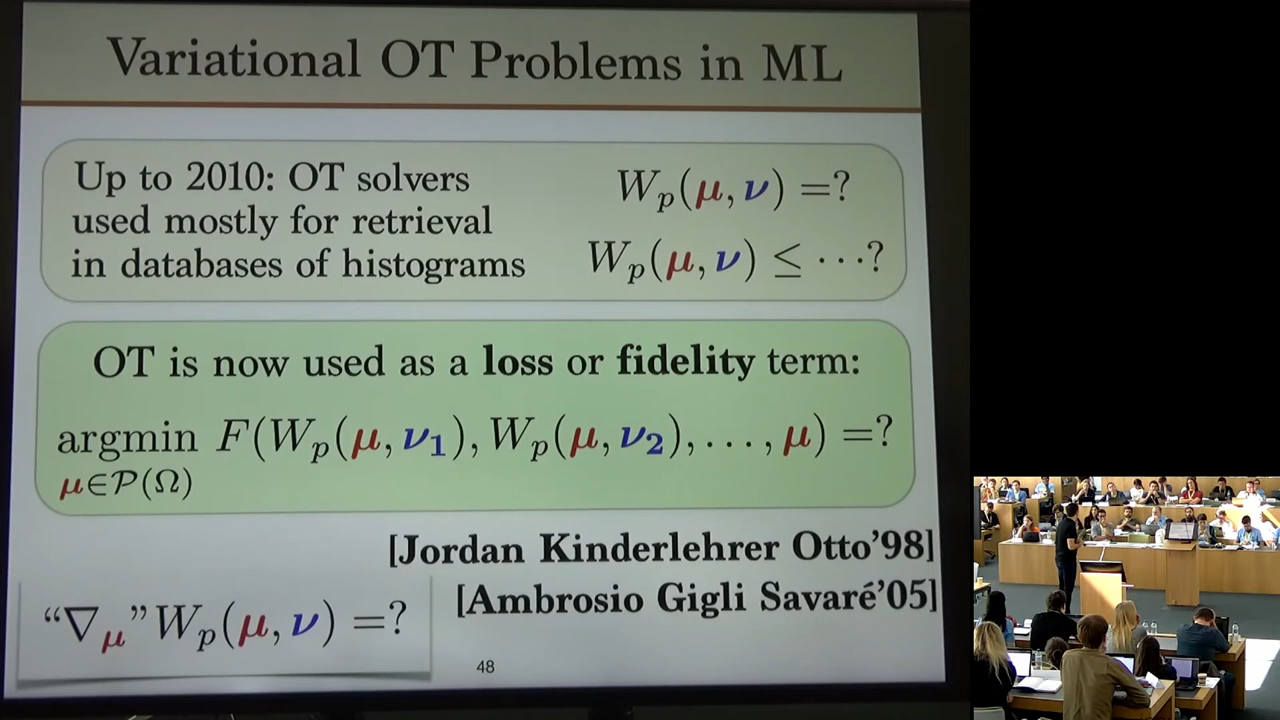 Variational OT Problems in ML
Up to 2010: OT solvers
used mostly for retrieval
in databases of histograms
W_p(μ, ν) =?
W_p(μ, ν) ≤ ···?
OT is now used as a loss or fidelity term:
argmin F(W_p(μ, ν₁), W_p(μ, ν₂), . . . , μ) =?
μ∈𝒫(Ω)
[Jordan Kinderlehrer Otto’98]
[Ambrosio Gigli Savaré’05]
“∇_μ” W_p(μ, ν) =?
48